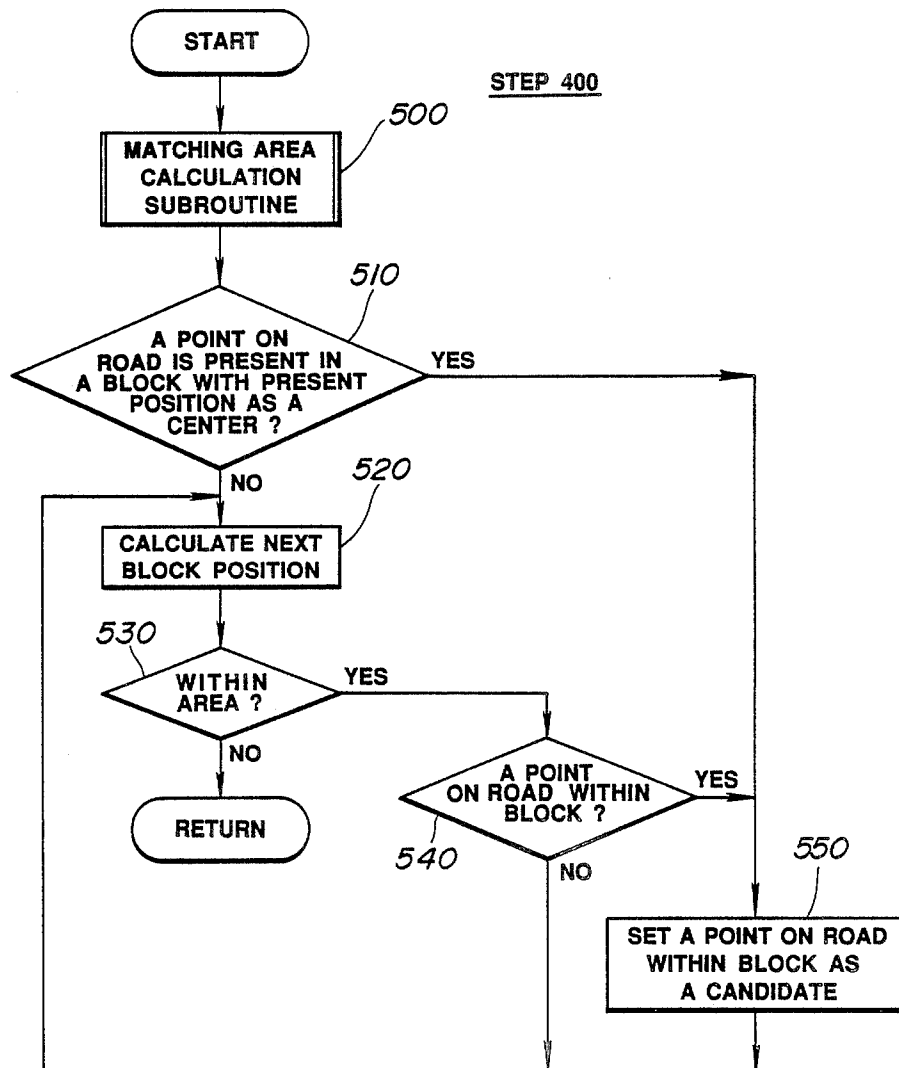 START
STEP 400
500
MATCHING AREA
CALCULATION
SUBROUTINE
510
A POINT ON
ROAD IS PRESENT IN
A BLOCK WITH PRESENT
POSITION AS A
CENTER ?
YES
NO
520
CALCULATE NEXT
BLOCK POSITION
530
WITHIN
AREA ?
YES
NO
RETURN
A POINT
ON ROAD WITHIN
BLOCK ?
YES
540
NO
550
SET A POINT ON ROAD
WITHIN BLOCK AS
A CANDIDATE